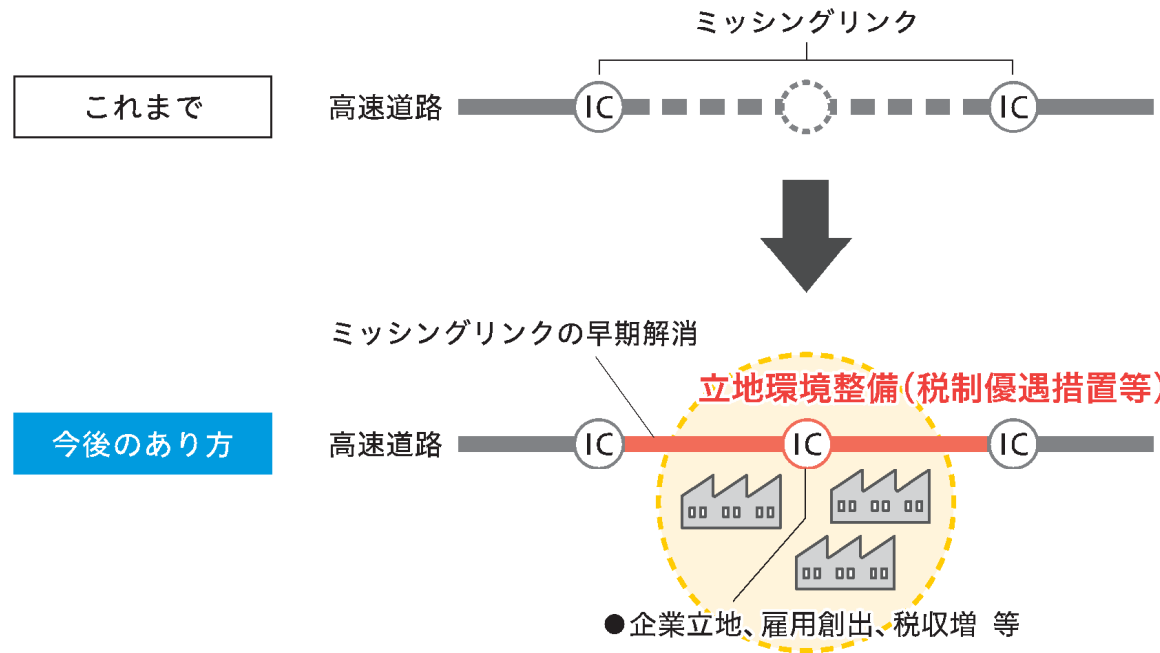 ミッシングリンク
これまで
高速道路
IC
IC
ミッシングリンクの早期解消
立地環境整備(税制優遇措置等)
今後のあり方
高速道路
IC
IC
IC
●企業立地、雇用創出、税収増 等